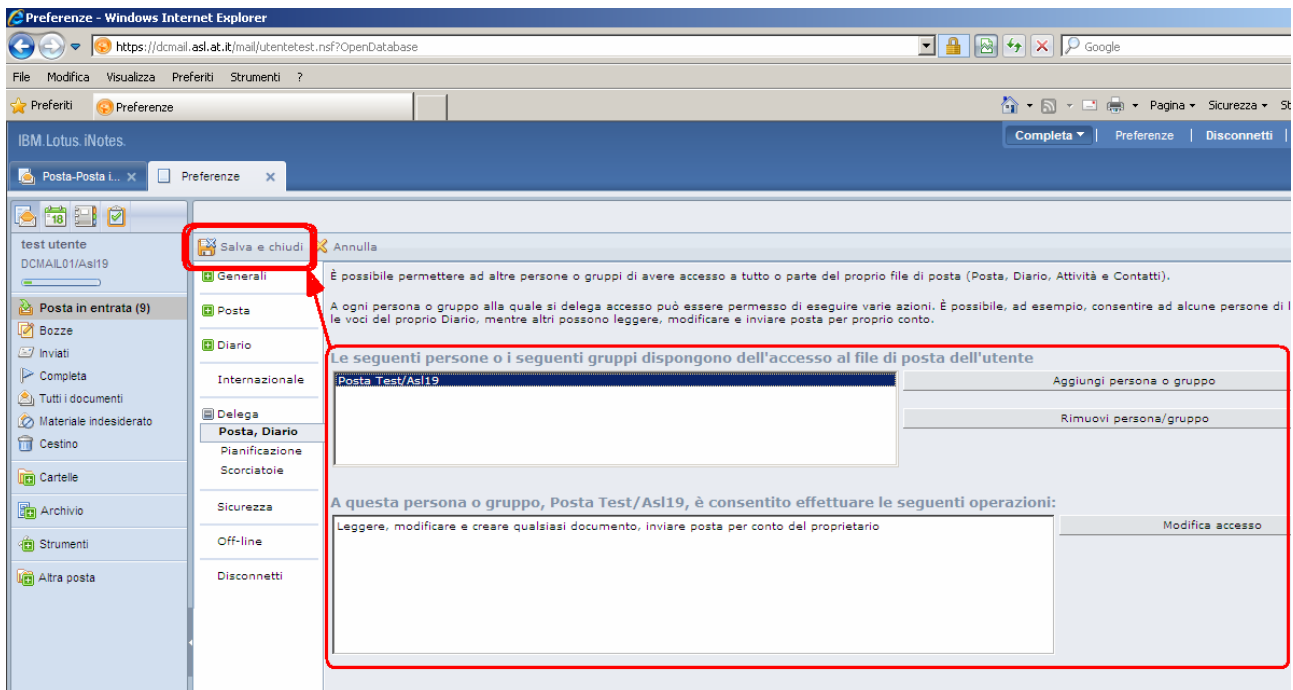 Preferenze - Windows Internet Explorer
https://dcmail.asl.at.it/mail/utentetest.nsf?OpenDatabase
Google
File Modifica Visualizza Preferiti Strumenti ?
Preferiti Preferenze Pagina Sicurezza St
IBM.Lotus.iNotes.
Completa | Preferenze | Disconnetti |
Posta-Posta i... X Preferenze X
18
test utente
DCMAIL01/Asl19
Posta in entrata (9)
Bozze
Inviati
Completa
Tutti i documenti
Materiale indesiderato
Cestino
Cartelle
Archivio
Strumenti
Altra posta
Salva e chiudi Annulla
Generali
Posta
Diario
Internazionale
Delega
Posta, Diario
Pianificazione
Scorciatoie
Sicurezza
Off-line
Disconnetti
È possibile permettere ad altre persone o gruppi di avere accesso a tutto o parte del proprio file di posta (Posta, Diario, Attività e Contatti).
A ogni persona o gruppo alla quale si delega accesso può essere permesso di eseguire varie azioni. È possibile, ad esempio, consentire ad alcune persone di l
le voci del proprio Diario, mentre altri possono leggere, modificare e inviare posta per proprio conto.
Le seguenti persone o i seguenti gruppi dispongono dell'accesso al file di posta dell'utente
Posta Test/Asl19
Aggiungi persona o gruppo
Rimuovi persona/gruppo
A questa persona o gruppo, Posta Test/Asl19, è consentito effettuare le seguenti operazioni:
Leggere, modificare e creare qualsiasi documento, inviare posta per conto del proprietario
Modifica accesso